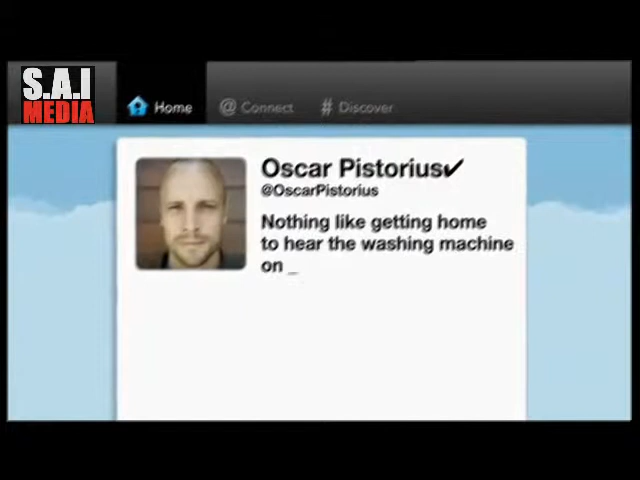 S.A.I
MEDIA
Home
@ Connect
# Discover
Oscar Pistorius✔
@OscarPistorius
Nothing like getting home
to hear the washing machine
on _